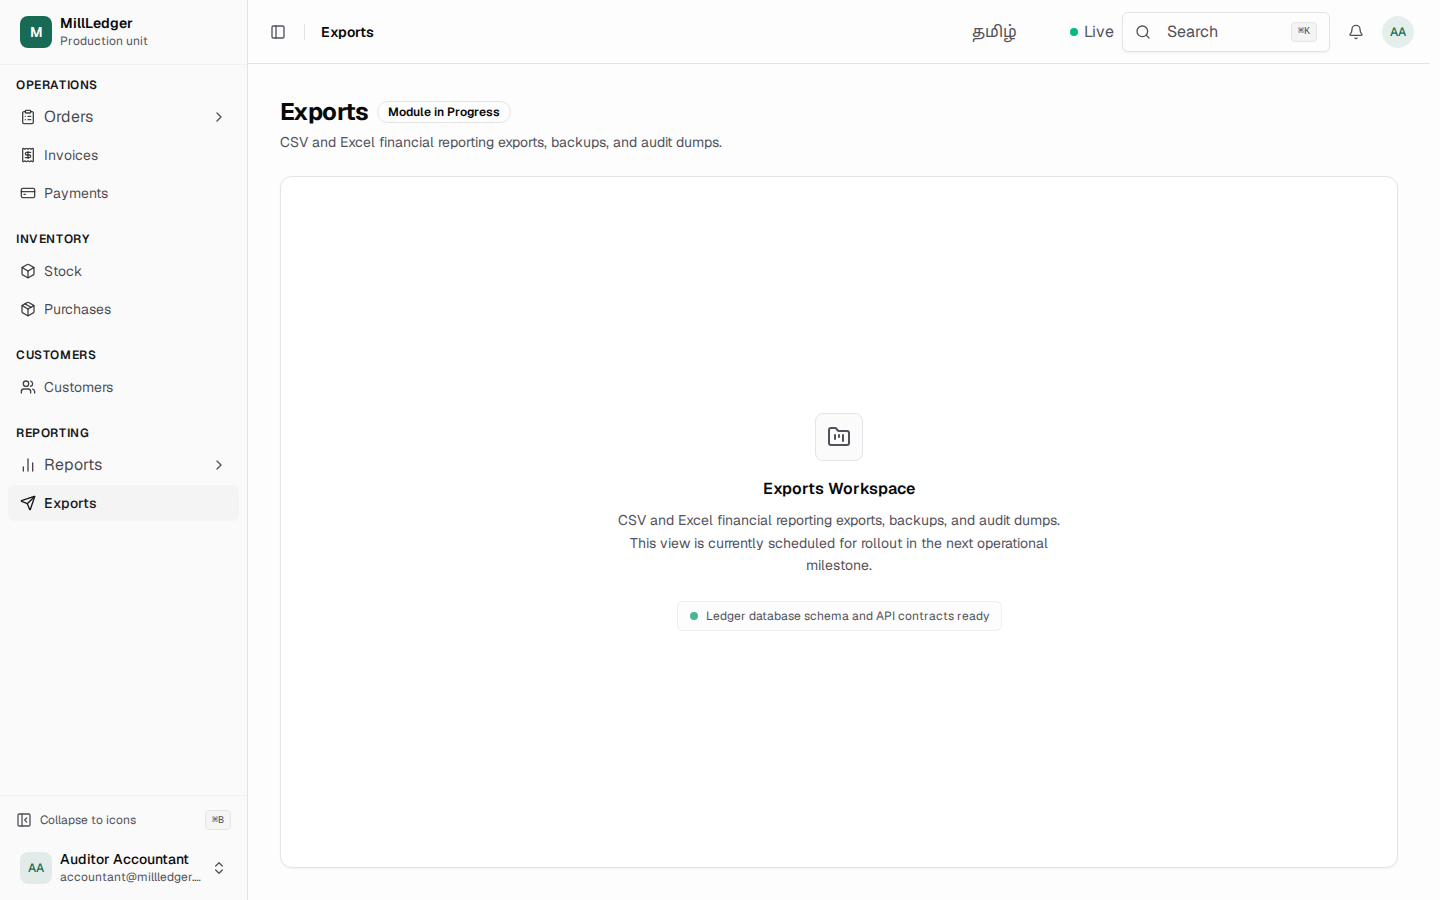 MillLedger
Production unit
OPERATIONS
Orders
Invoices
Payments
INVENTORY
Stock
Purchases
CUSTOMERS
Customers
REPORTING
Reports
Exports
Collapse to icons
⌘B
AA
Auditor Accountant
accountant@millledger....
M
Exports
தமிழ்
Live
Search
⌘K
AA
Exports
Module in Progress
CSV and Excel financial reporting exports, backups, and audit dumps.
Exports Workspace
CSV and Excel financial reporting exports, backups, and audit dumps.
This view is currently scheduled for rollout in the next operational
milestone.
Ledger database schema and API contracts ready